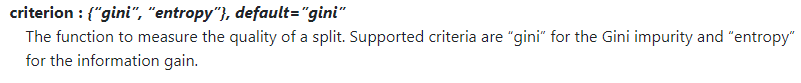 criterion : {“gini”, “entropy”}, default=”gini”
The function to measure the quality of a split. Supported criteria are “gini” for the Gini impurity and “entropy”
for the information gain.